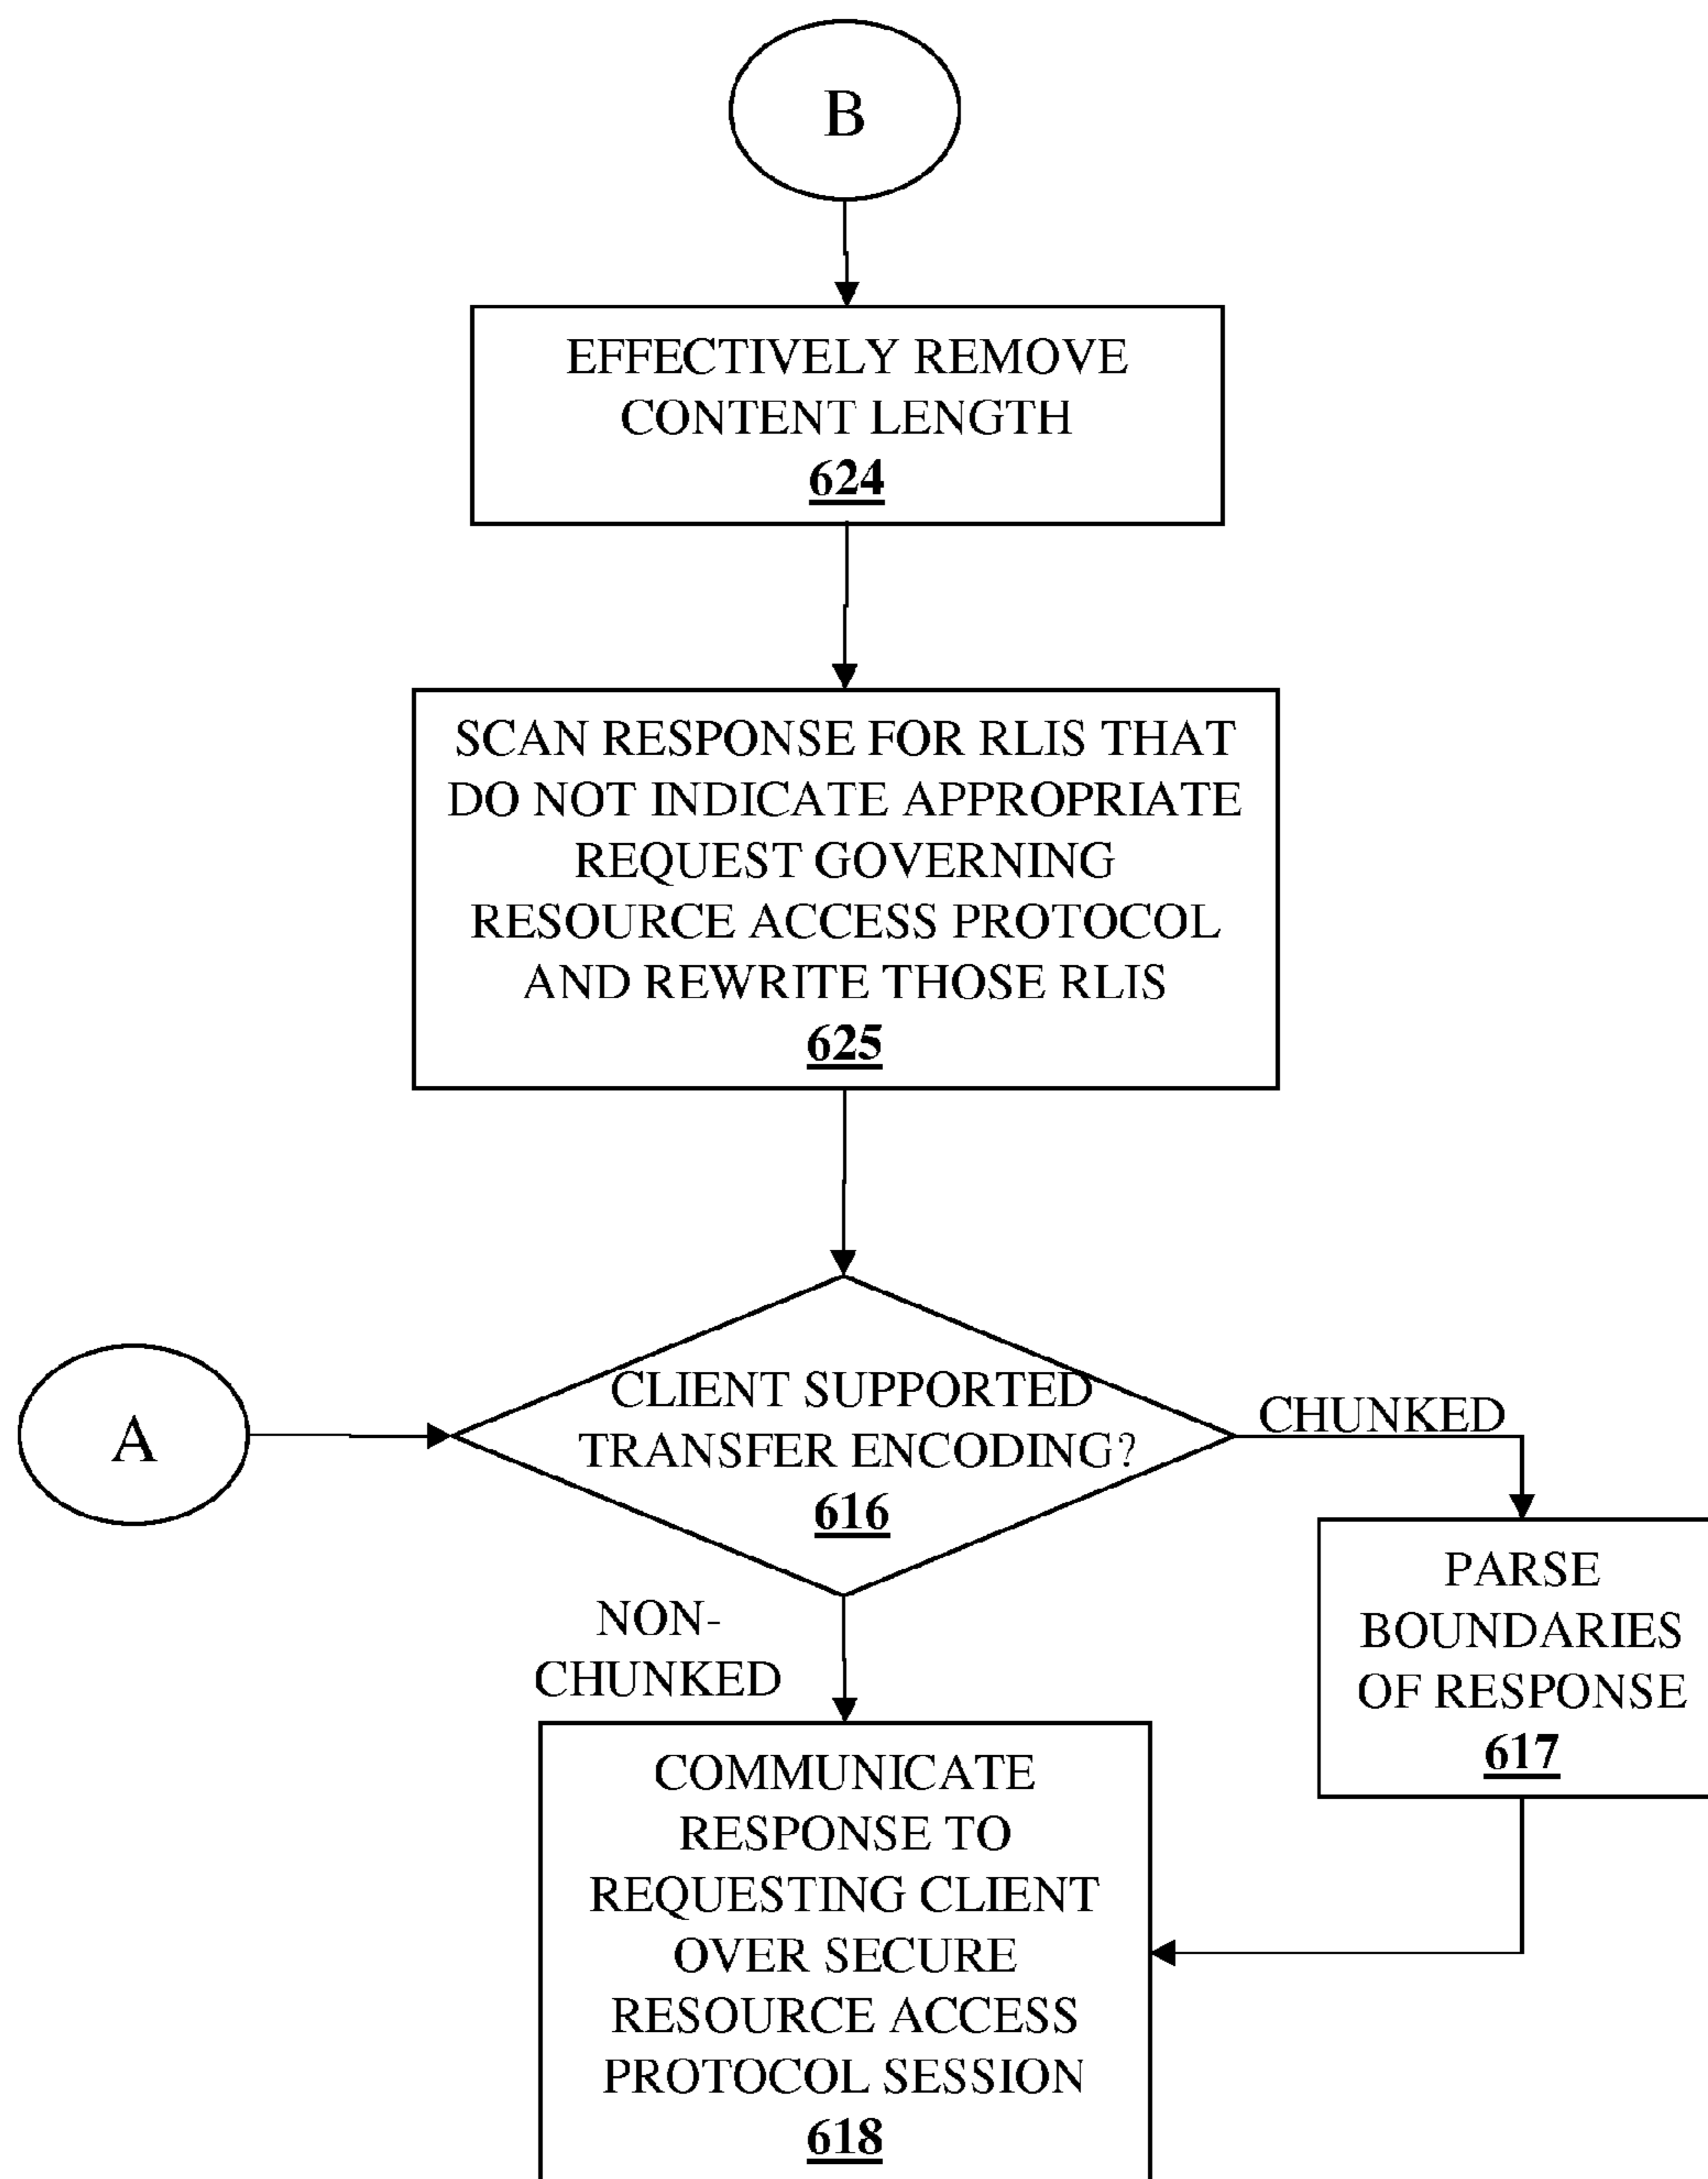 B
EFFECTIVELY REMOVE
CONTENT LENGTH
624
SCAN RESPONSE FOR RLIS THAT
DO NOT INDICATE APPROPRIATE
REQUEST GOVERNING
RESOURCE ACCESS PROTOCOL
AND REWRITE THOSE RLIS
625
A
CLIENT SUPPORTED
TRANSFER ENCODING?
616
CHUNKED
NON-
CHUNKED
PARSE
BOUNDARIES
OF RESPONSE
617
COMMUNICATE
RESPONSE TO
REQUESTING CLIENT
OVER SECURE
RESOURCE ACCESS
PROTOCOL SESSION
618